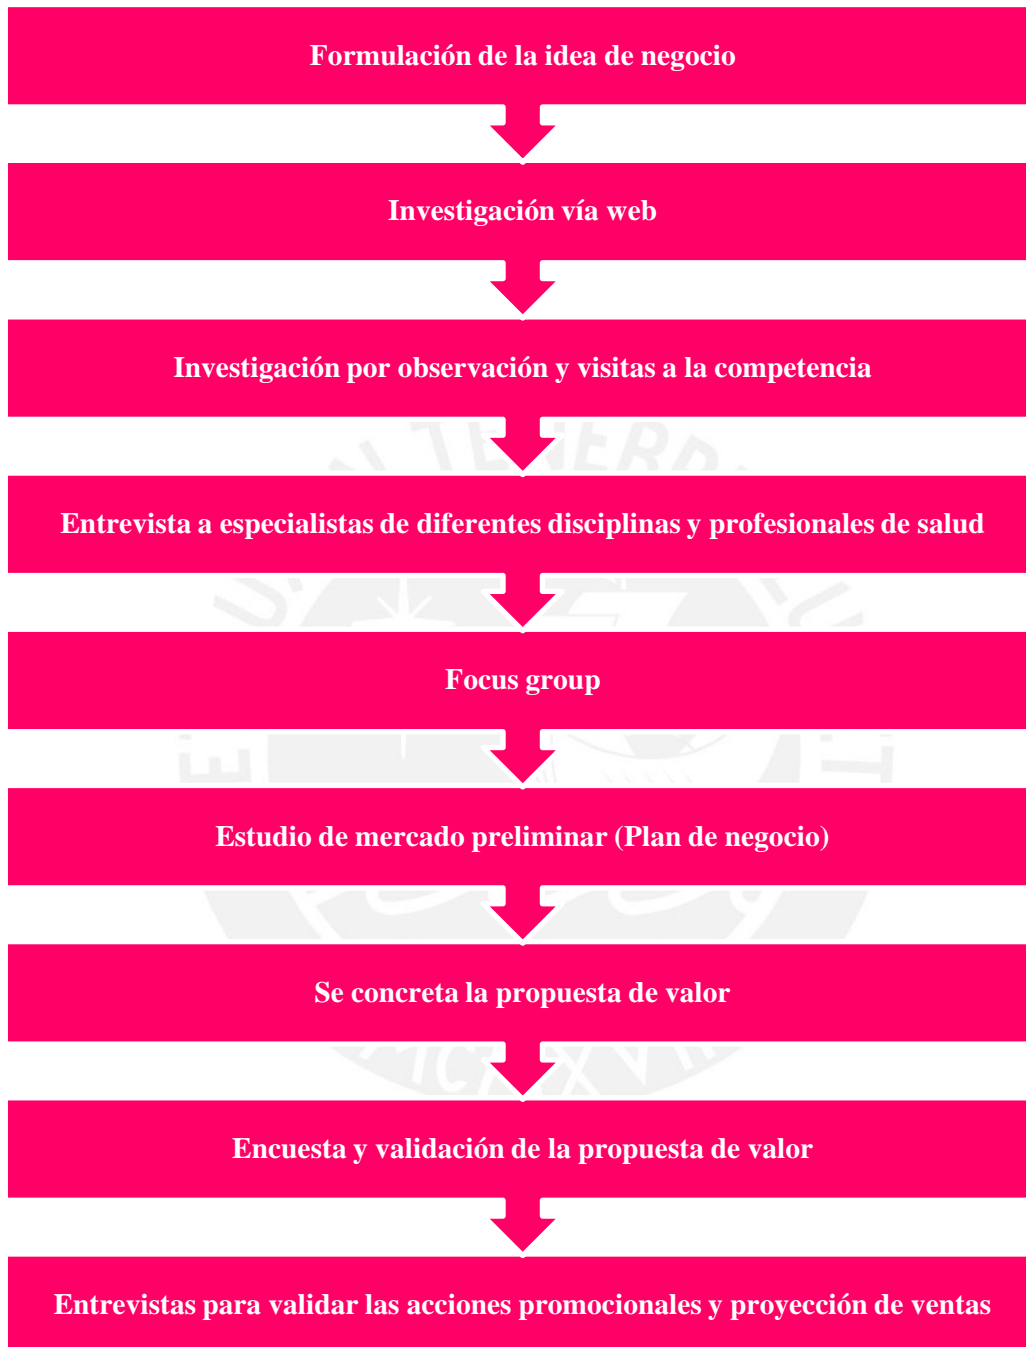 Formulación de la idea de negocio
Investigación vía web
Investigación por observación y visitas a la competencia
Entrevista a especialistas de diferentes disciplinas y profesionales de salud
Focus group
Estudio de mercado preliminar (Plan de negocio)
Se concreta la propuesta de valor
Encuesta y validación de la propuesta de valor
Entrevistas para validar las acciones promocionales y proyección de ventas